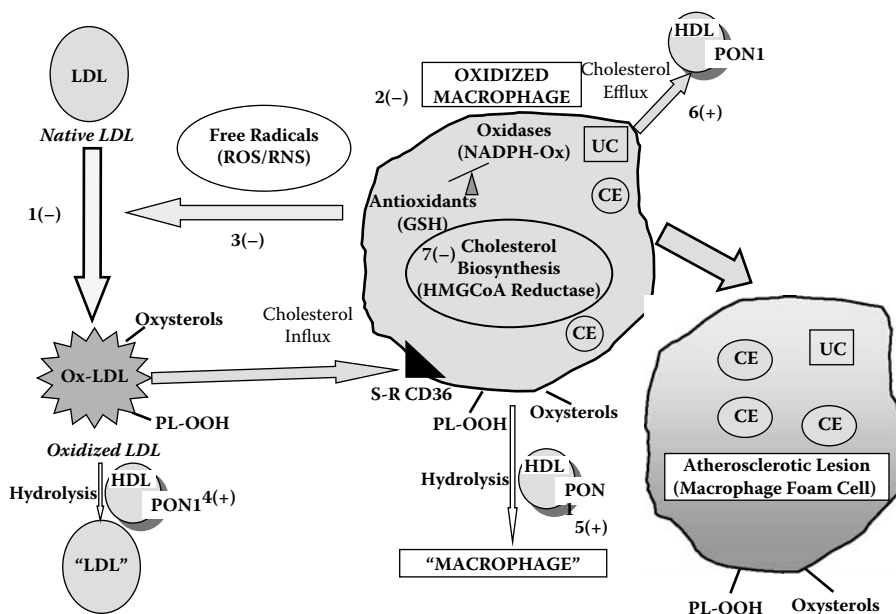 LDL
Native LDL
1(–)
Free Radicals
(ROS/RNS)
3(–)
2(–)
OXIDIZED
MACROPHAGE
Cholesterol
Efflux
HDL
PON1
6(+)
Oxidases
(NADPH-Ox)
UC
CE
Antioxidants
(GSH)
7(–)
Cholesterol
Biosynthesis
(HMGCoA Reductase)
CE
Oxysterols
Ox-LDL
PL-OOH
Oxidized LDL
Cholesterol
Influx
S-R CD36
PL-OOH
Oxysterols
Hydrolysis
HDL
PON1
4(+)
"LDL"
Hydrolysis
HDL
PON
1
5(+)
"MACROPHAGE"
CE
UC
CE
CE
Atherosclerotic Lesion
(Macrophage Foam Cell)
PL-OOH
Oxysterols